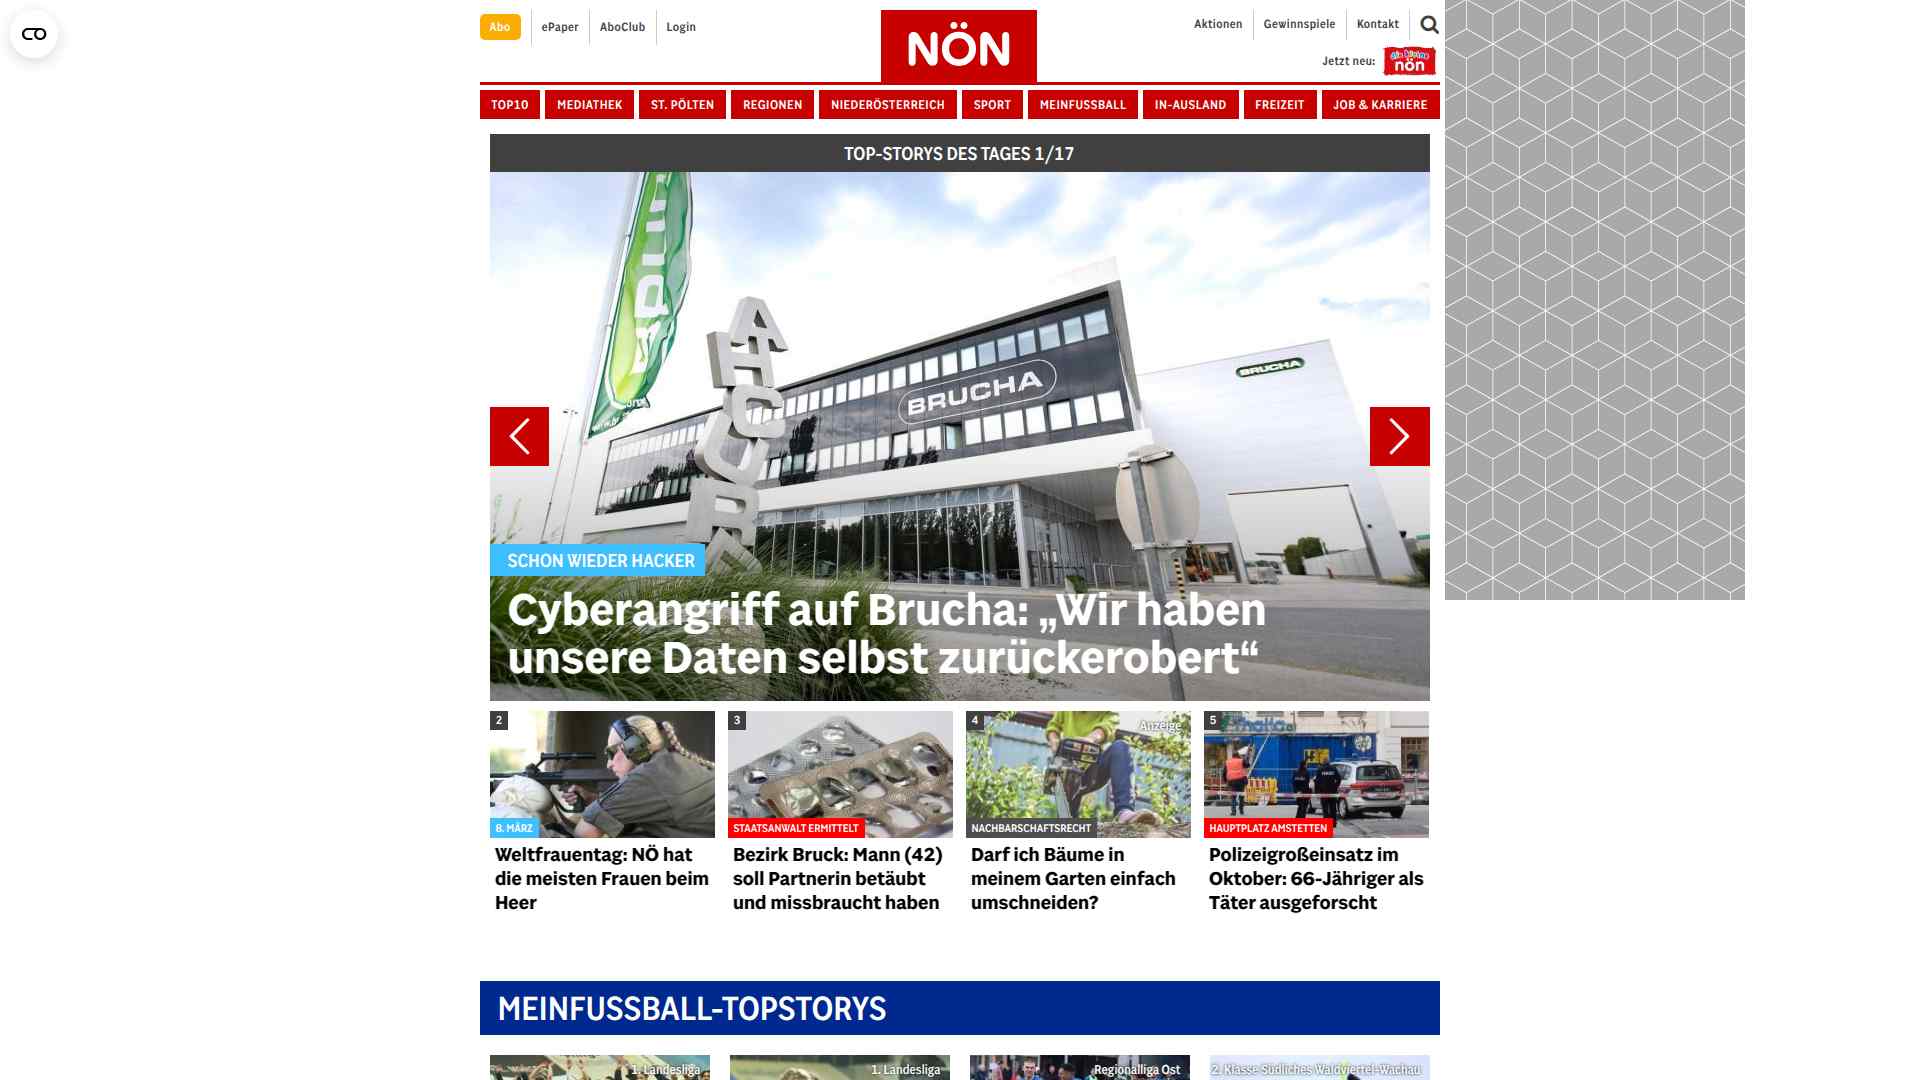 Abo
ePaper
AboClub
Login
NÖN
Aktionen
Gewinnspiele
Kontakt
Jetzt neu:
die kleine
nön
TOP10
MEDIATHEK
ST. PÖLTEN
REGIONEN
NIEDERÖSTERREICH
SPORT
MEINFUSSBALL
IN-AUSLAND
FREIZEIT
JOB & KARRIERE
TOP-STORYS DES TAGES 1/17
BRUCHA
BRUCHA
SCHON WIEDER HACKER
Cyberangriff auf Brucha: „Wir haben
unsere Daten selbst zurückerobert“
2
8. MÄRZ
Weltfrauentag: NÖ hat
die meisten Frauen beim
Heer
3
STAATSANWALT ERMITTELT
Bezirk Bruck: Mann (42)
soll Partnerin betäubt
und missbraucht haben
4
Anzeige
NACHBARSCHAFTSRECHT
Darf ich Bäume in
meinem Garten einfach
umschneiden?
5
HAUPTPLATZ AMSTETTEN
Polizeigroßeinsatz im
Oktober: 66-Jähriger als
Täter ausgeforscht
MEINFUSSBALL-TOPSTORYS
1. Landesliga
1. Landesliga
Regionalliga Ost
2. Klasse Südliches Waldviertel-Wachau